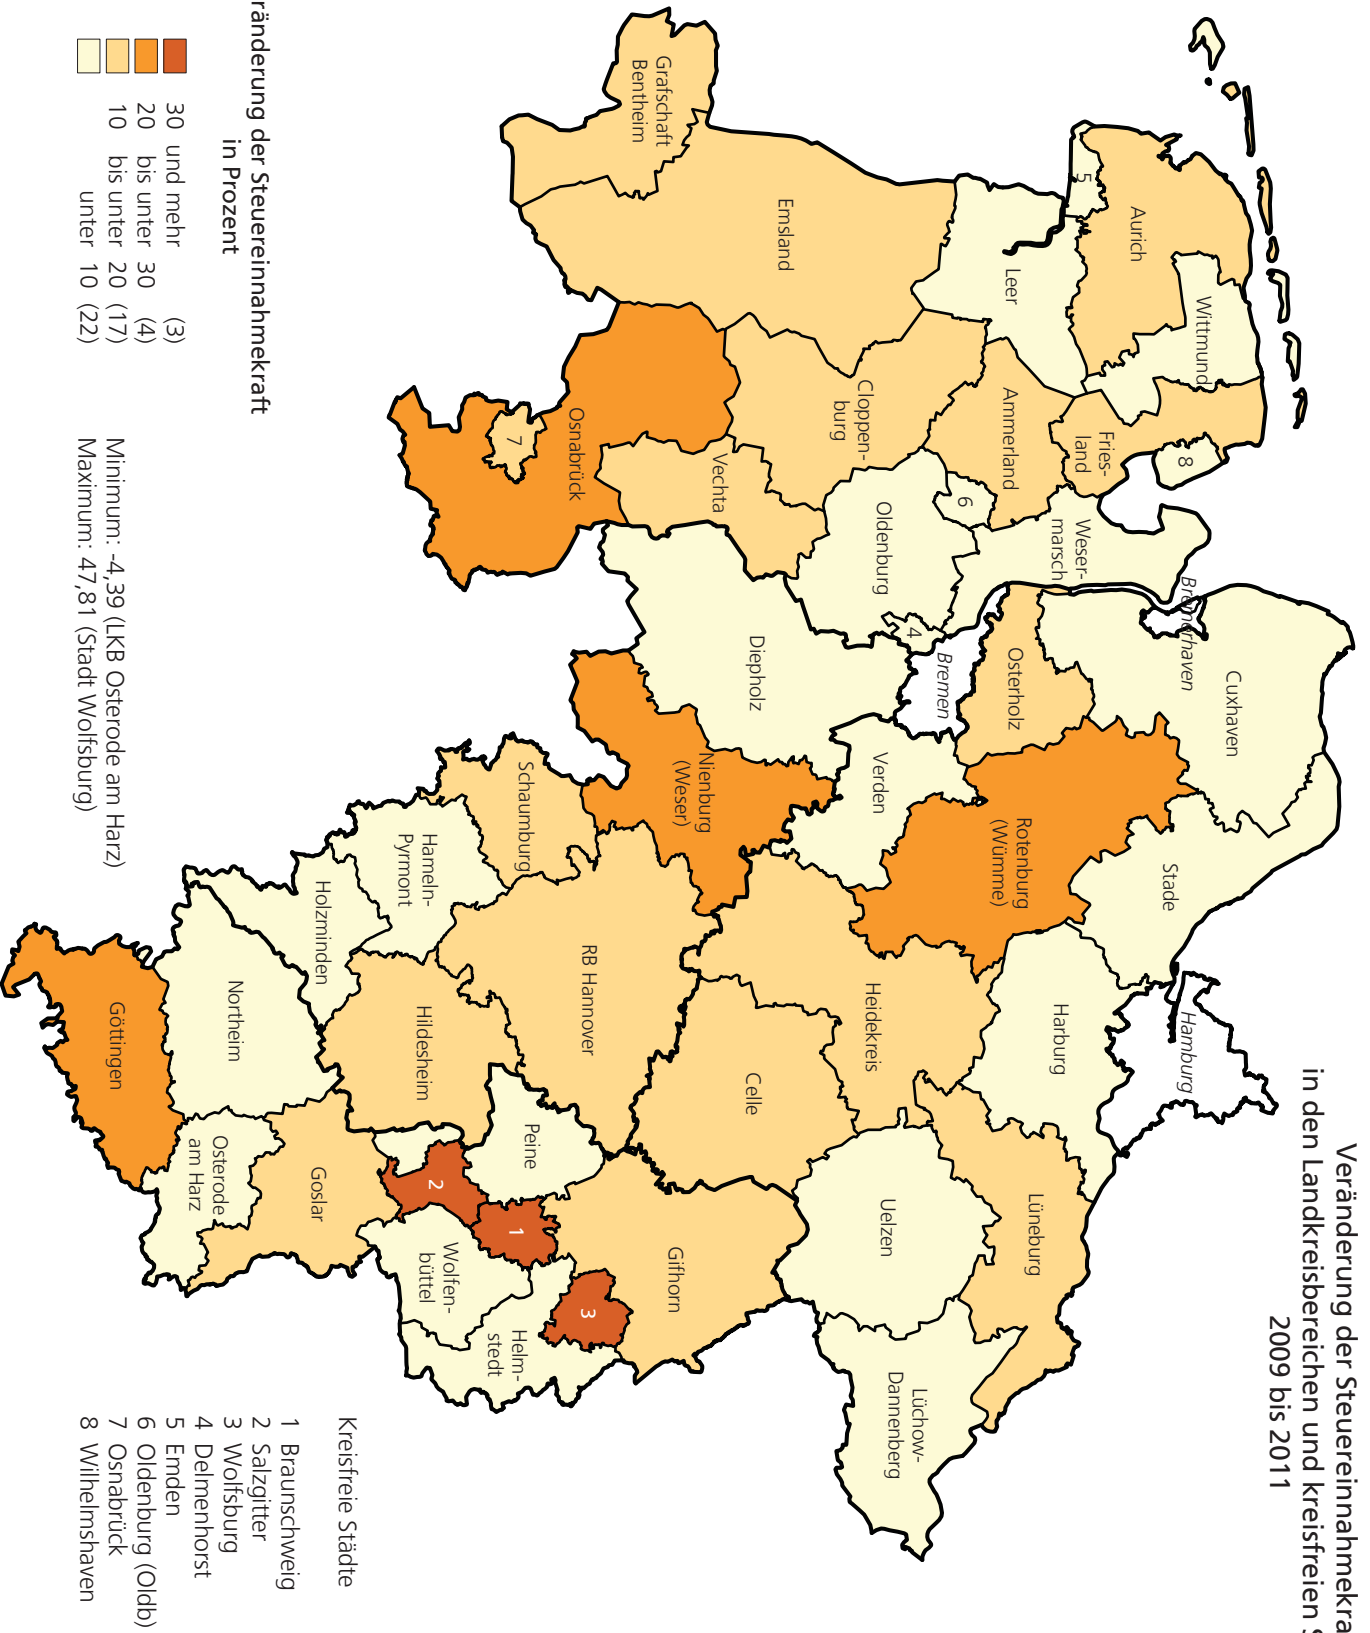 Veränderung der Steuereinnahmekra
in den Landkreisbereichen und kreisfreien S
2009 bis 2011
Aurich
Wittmund
Fries-
land
Leer
Ammerland
Weser-
marsch
Bremerhaven
Cuxhaven
Stade
Hamburg
Emsland
Grafschaft
Bentheim
Cloppen-
burg
Oldenburg
Vechta
Osnabrück
Osterholz
Bremen
Rotenburg
(Wümme)
Harburg
Lüneburg
Verden
Diepholz
Nienburg
(Weser)
Heidekreis
Celle
Uelzen
Lüchow-
Dannenberg
Schaumburg
RB Hannover
Gifhorn
Hameln-
Pyrmont
Hildesheim
Peine
Helm-
stedt
Wolfen-
büttel
Holzminden
Northeim
Goslar
Osterode
am Harz
Göttingen
1
2
3
4
5
6
7
8
ränderung der Steuereinnahmekraft
in Prozent
30 und mehr (3)
20 bis unter 30 (4)
10 bis unter 20 (17)
unter 10 (22)
Minimum: -4,39 (LKB Osterode am Harz)
Maximum: 47,81 (Stadt Wolfsburg)
Kreisfreie Städte
1 Braunschweig
2 Salzgitter
3 Wolfsburg
4 Delmenhorst
5 Emden
6 Oldenburg (Oldb)
7 Osnabrück
8 Wilhelmshaven